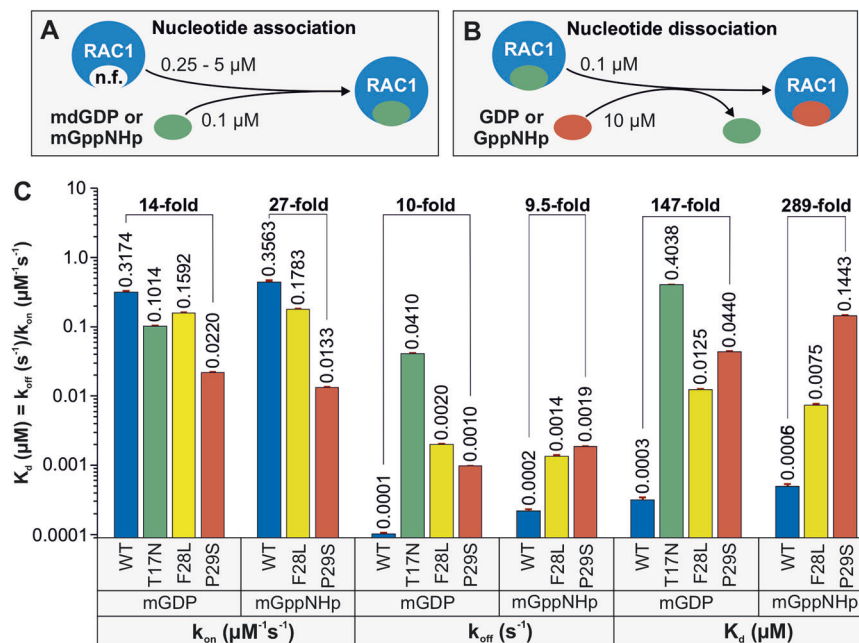 A Nucleotide association
RAC1
n.f.
0.25 - 5 µM
RAC1
mdGDP or
mGppNHp
0.1 µM
B Nucleotide dissociation
RAC1
0.1 µM
RAC1
GDP or
GppNHp
10 µM
C
K_d (µM) = k_off (s⁻¹)/k_on (µM⁻¹s⁻¹)
10
1.0
0.1
0.01
0.001
0.0001
14-fold
27-fold
10-fold
9.5-fold
147-fold
289-fold
0.3174
0.1014
0.1592
0.0220
0.3563
0.1783
0.0133
0.0001
0.0410
0.0020
0.0010
0.0002
0.0014
0.0019
0.0003
0.4038
0.0125
0.0440
0.0006
0.0075
0.1443
WT T17N F28L P29S WT F28L P29S WT T17N F28L P29S WT F28L P29S WT T17N F28L P29S WT F28L P29S
mGDP mGppNHp mGDP mGppNHp mGDP mGppNHp
k_on (µM⁻¹s⁻¹) k_off (s⁻¹) K_d (µM)